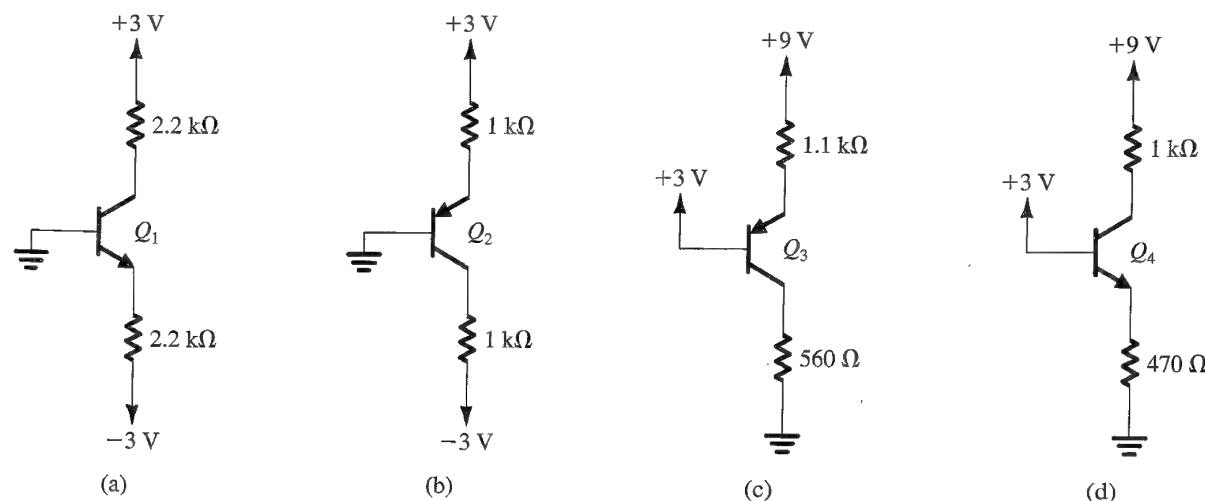 +3 V
2.2 kΩ
Q1
2.2 kΩ
−3 V
(a)
+3 V
1 kΩ
Q2
1 kΩ
−3 V
(b)
+9 V
1.1 kΩ
+3 V
Q3
560 Ω
(c)
+9 V
1 kΩ
+3 V
Q4
470 Ω
(d)